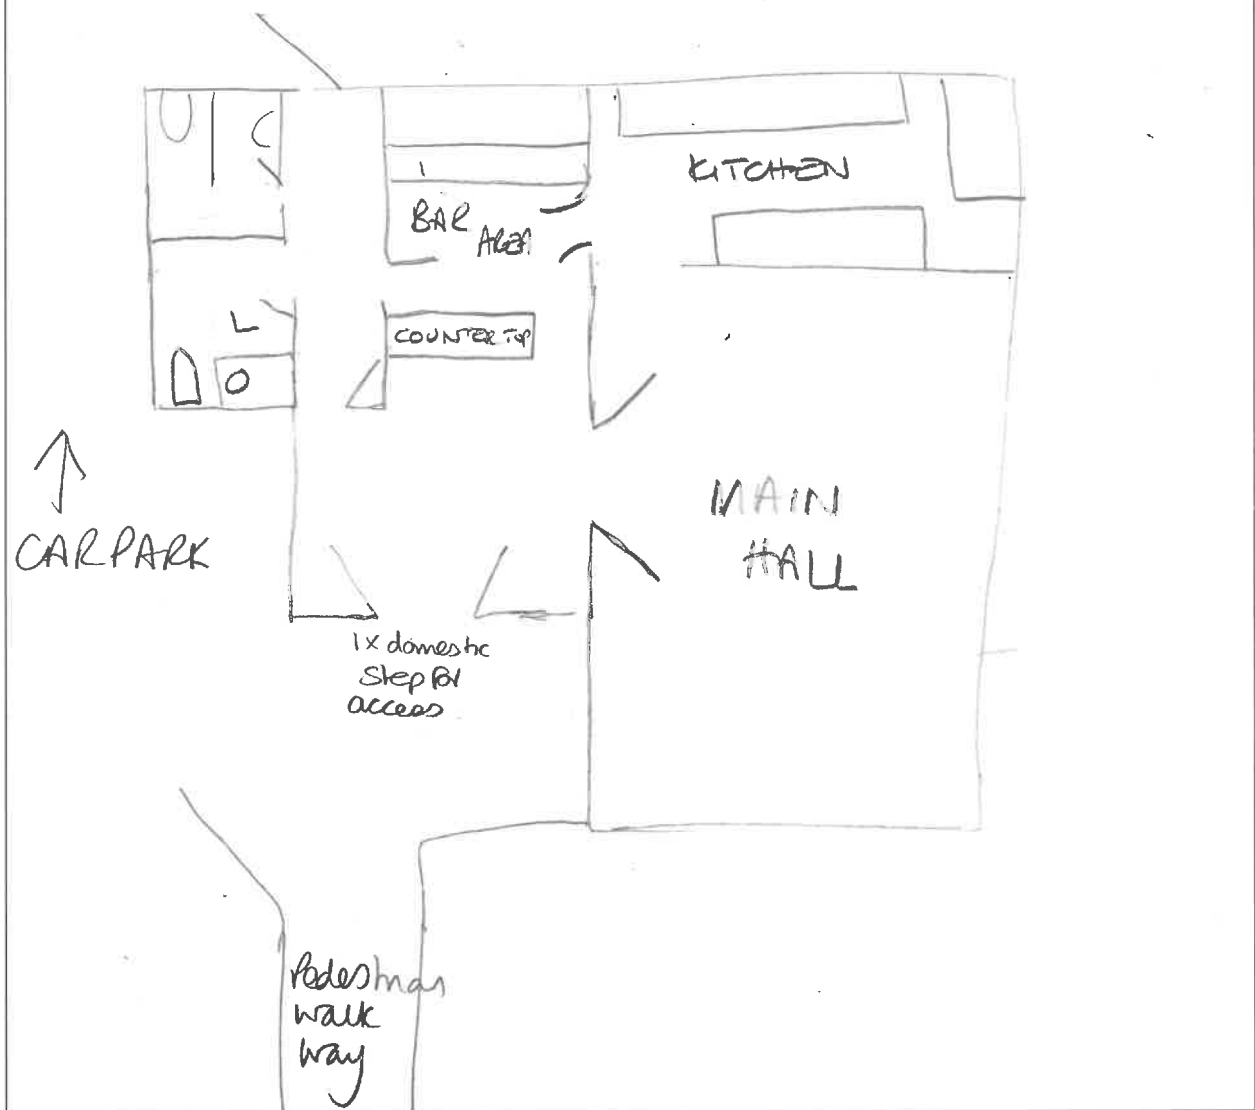 KITCHEN
BAR
AREA
COUNTER TOP
MAIN
HALL
CARPARK
1x domestic
step for
access
Pedestrian
walk
way